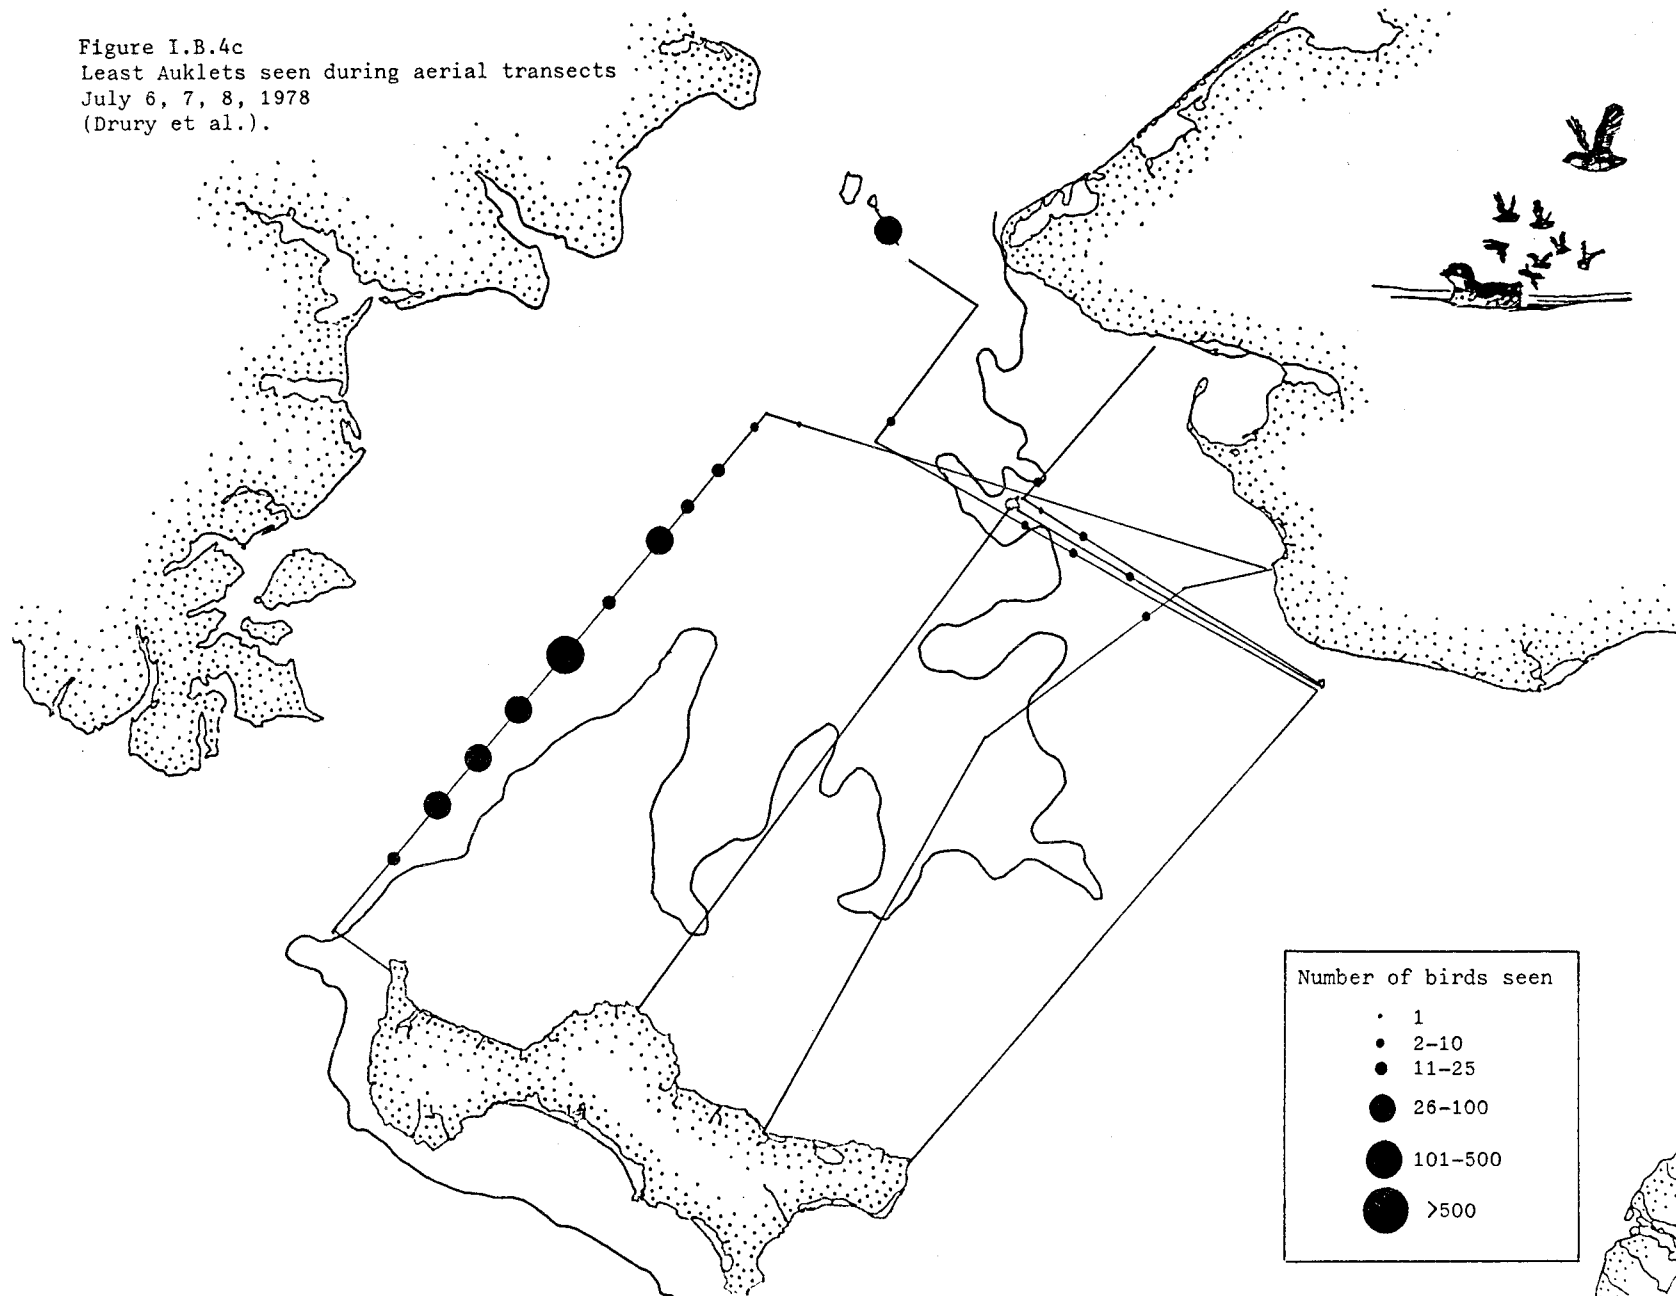 Figure I.B.4c
Least Auklets seen during aerial transects
July 6, 7, 8, 1978
(Drury et al.).
Number of birds seen
1
2-10
11-25
26-100
101-500
>500